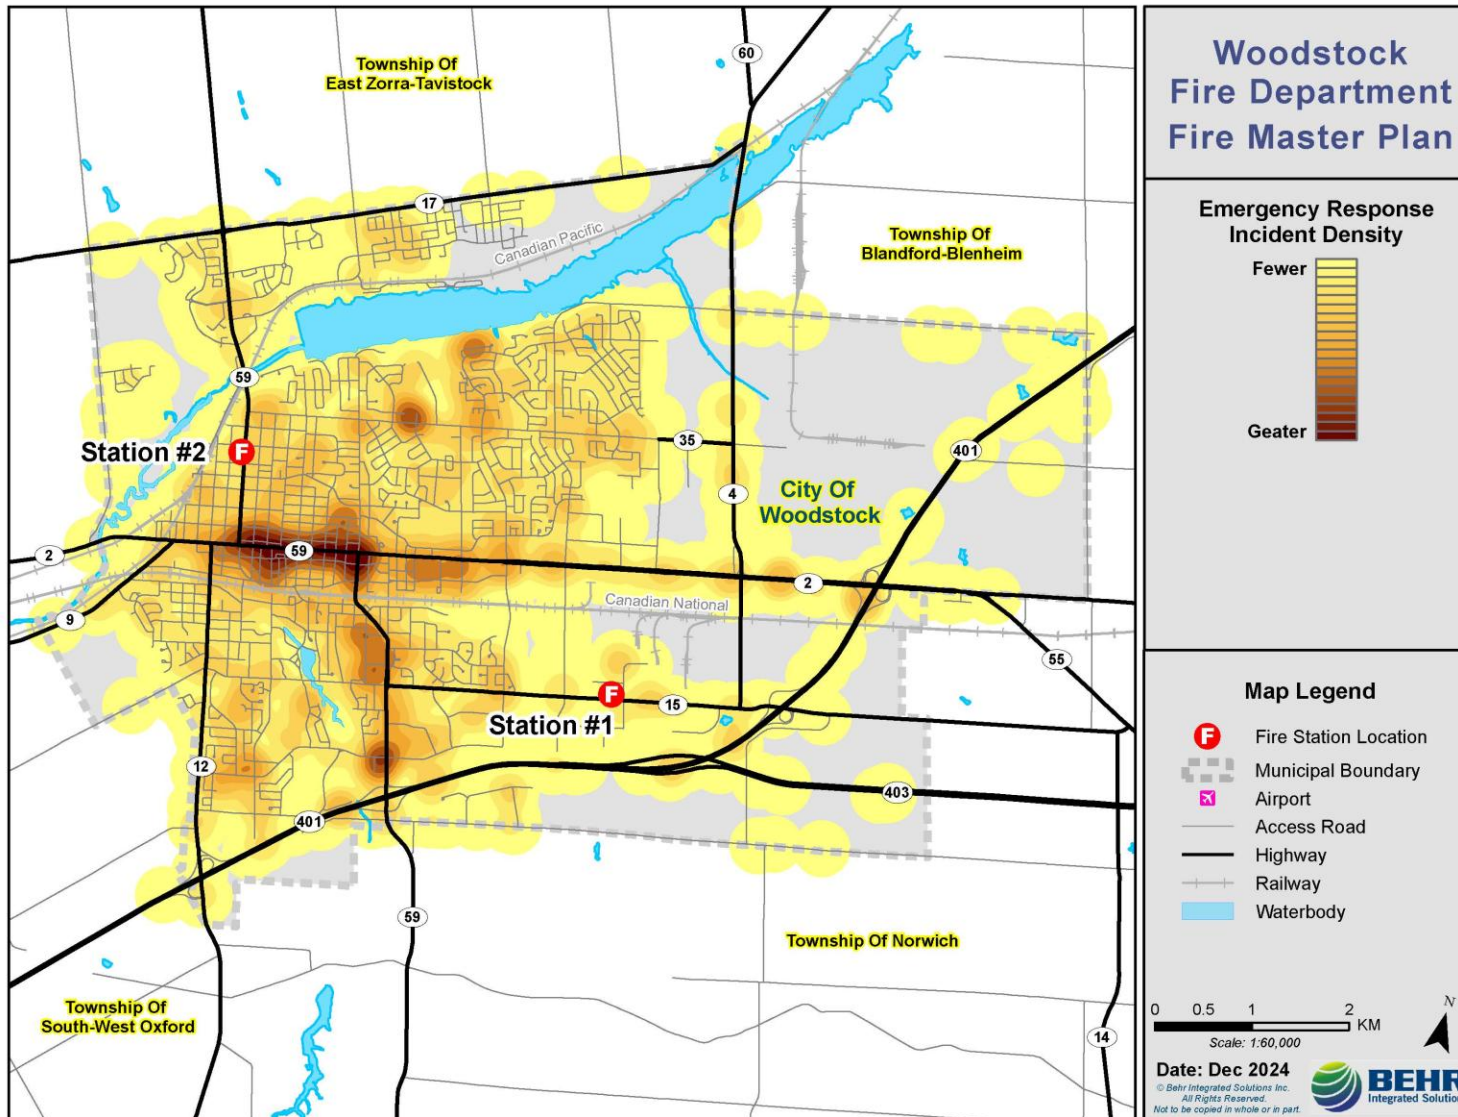 Woodstock
Fire Department
Fire Master Plan
Emergency Response
Incident Density
Fewer
Geater
Map Legend
F
Fire Station Location
Municipal Boundary
Airport
Access Road
Highway
Railway
Waterbody
0 0.5 1 2
KM
Scale: 1:60,000
N
Date: Dec 2024
© Behr Integrated Solutions Inc.
All Rights Reserved.
Not to be copied in whole or in part.
BEHR
Integrated Solutio
Township Of
East Zorra-Tavistock
60
17
Canadian Pacific
Township Of
Blandford-Blenheim
59
Station #2
F
35
401
4
City Of
Woodstock
2
59
2
9
Canadian National
55
F
15
Station #1
12
403
401
59
Township Of Norwich
Township Of
South-West Oxford
14